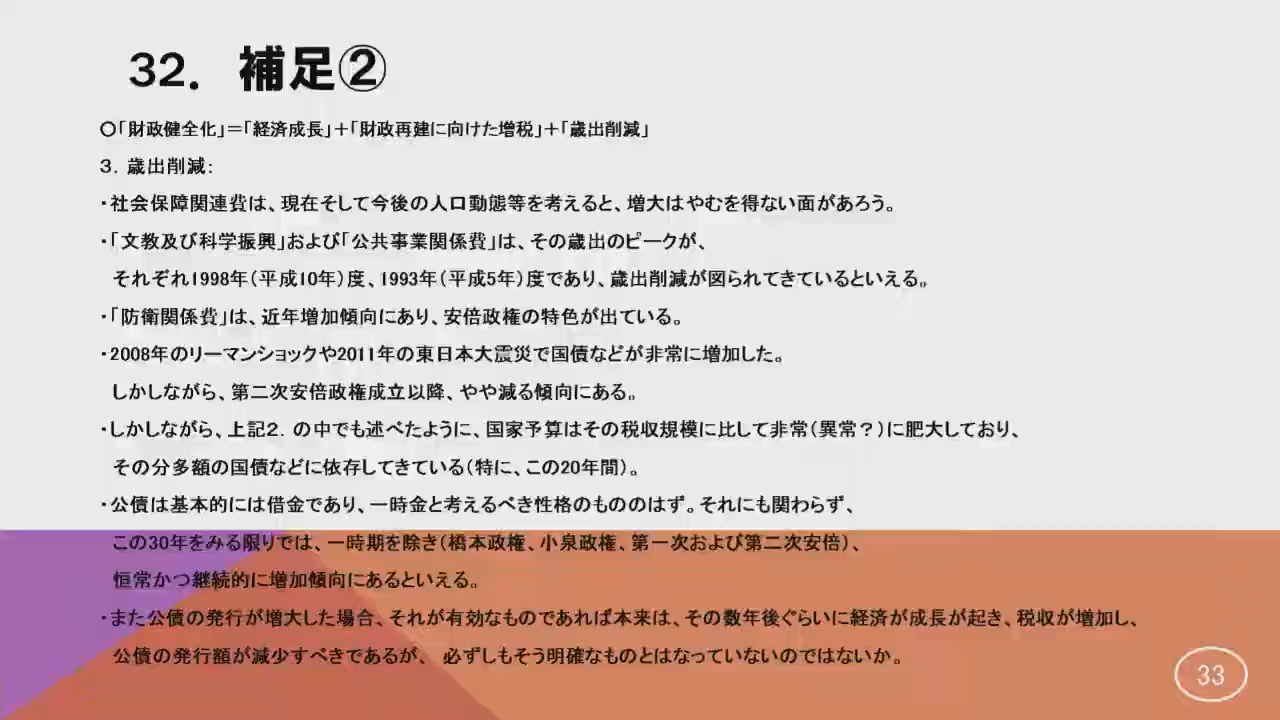 32. 補足②
〇「財政健全化」＝「経済成長」＋「財政再建に向けた増税」＋「歳出削減」
３．歳出削減：
・社会保障関連費は、現在そして今後の人口動態等を考えると、増大はやむを得ない面があろう。
・「文教及び科学振興」および「公共事業関係費」は、その歳出のピークが、
それぞれ1998年（平成10年）度、1993年（平成5年）度であり、歳出削減が図られてきているといえる。
・「防衛関係費」は、近年増加傾向にあり、安倍政権の特色が出ている。
・2008年のリーマンショックや2011年の東日本大震災で国債などが非常に増加した。
しかしながら、第二次安倍政権成立以降、やや減る傾向にある。
・しかしながら、上記２．の中でも述べたように、国家予算はその税収規模に比して非常（異常？）に肥大しており、
その分多額の国債などに依存してきている（特に、この20年間）。
・公債は基本的には借金であり、一時金と考えるべき性格のもののはず。それにも関わらず、
この30年をみる限りでは、一時期を除き（橋本政権、小泉政権、第一次および第二次安倍）、
恒常かつ継続的に増加傾向にあるといえる。
・また公債の発行が増大した場合、それが有効なものであれば本来は、その数年後ぐらいに経済が成長が起き、税収が増加し、
公債の発行額が減少すべきであるが、 必ずしもそう明確なものとはなっていないのではないか。
33